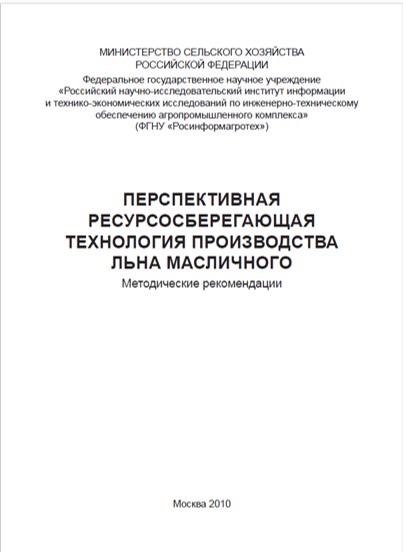 МИНИСТЕРСТВО СЕЛЬСКОГО ХОЗЯЙСТВА
РОССИЙСКОЙ ФЕДЕРАЦИИ
Федеральное государственное научное учреждение
«Российский научно-исследовательский институт информации
и технико-экономических исследований по инженерно-техническому
обеспечению агропромышленного комплекса»
(ФГНУ «Росинформагротех»)
ПЕРСПЕКТИВНАЯ
РЕСУРСОСБЕРЕГАЮЩАЯ
ТЕХНОЛОГИЯ ПРОИЗВОДСТВА
ЛЬНА МАСЛИЧНОГО
Методические рекомендации
Москва 2010